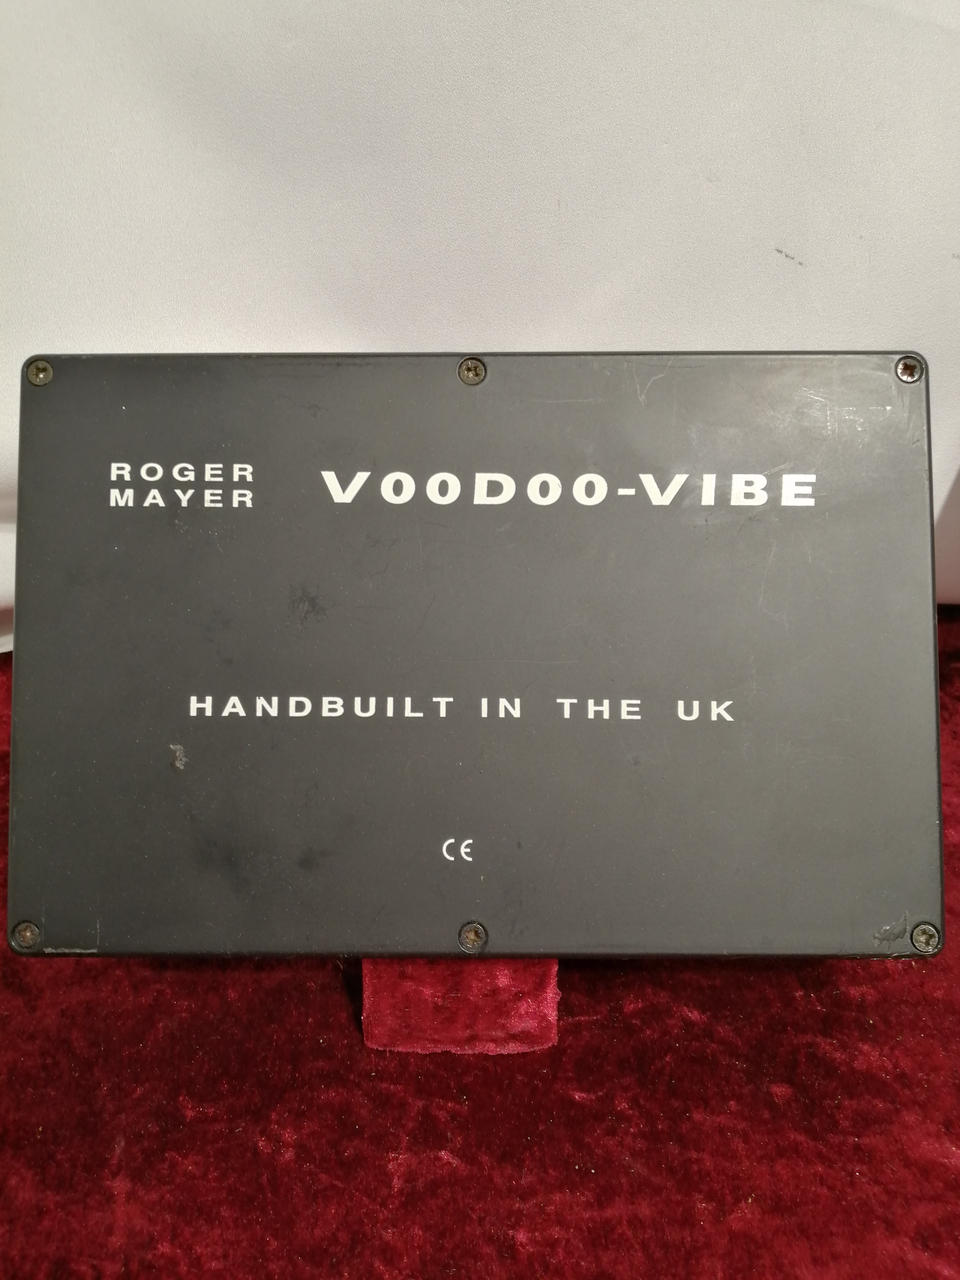 ROGER
MAYER
VOODOO-VIBE
HANDBUILT IN THE UK
CE